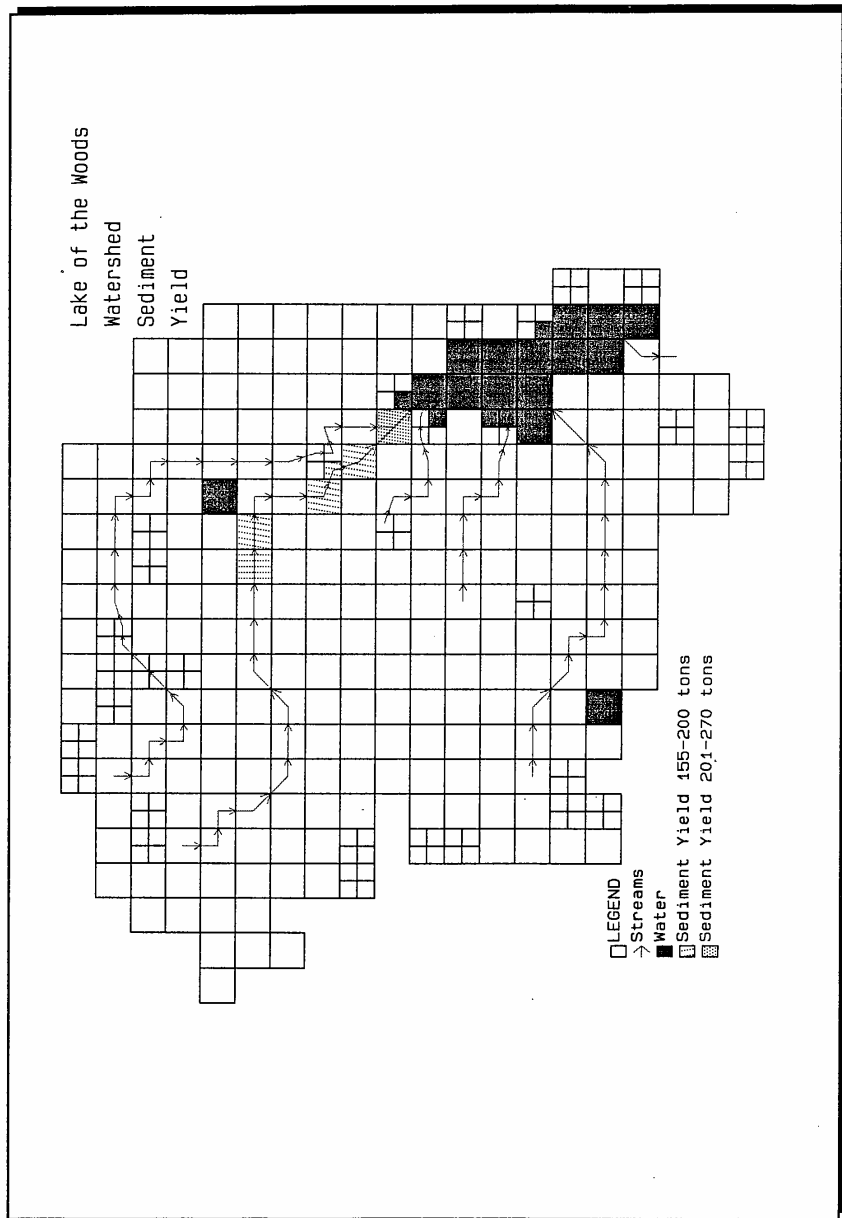 Lake of the Woods
Watershed
Sediment
Yield
LEGEND
Streams
Water
Sediment Yield 155-200 tons
Sediment Yield 201-270 tons